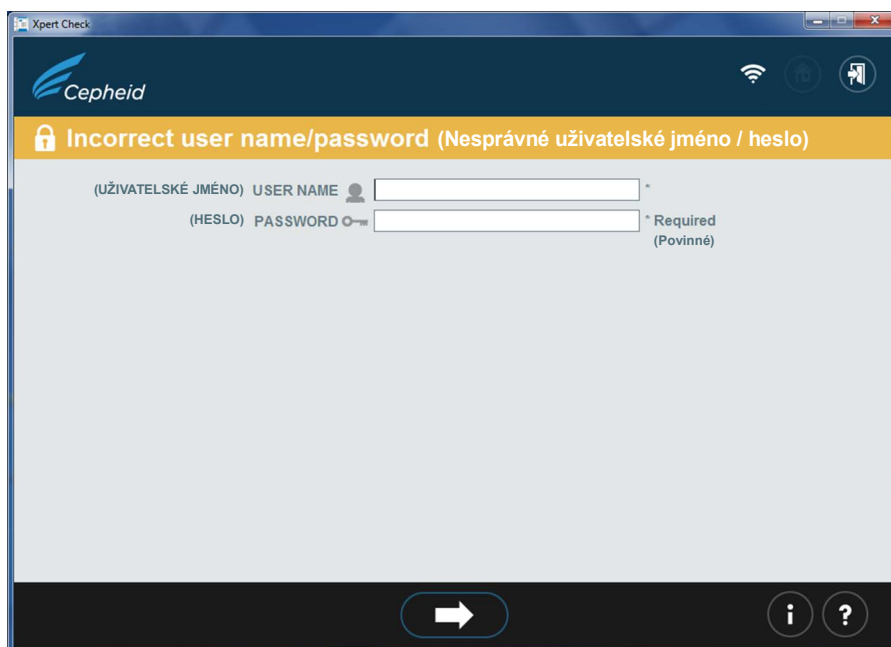 Xpert Check
Cepheid
Incorrect user name/password (Nesprávné uživatelské jméno / heslo)
(UŽIVATELSKÉ JMÉNO) USER NAME *
(HESLO) PASSWORD * Required
(Povinné)
i ?